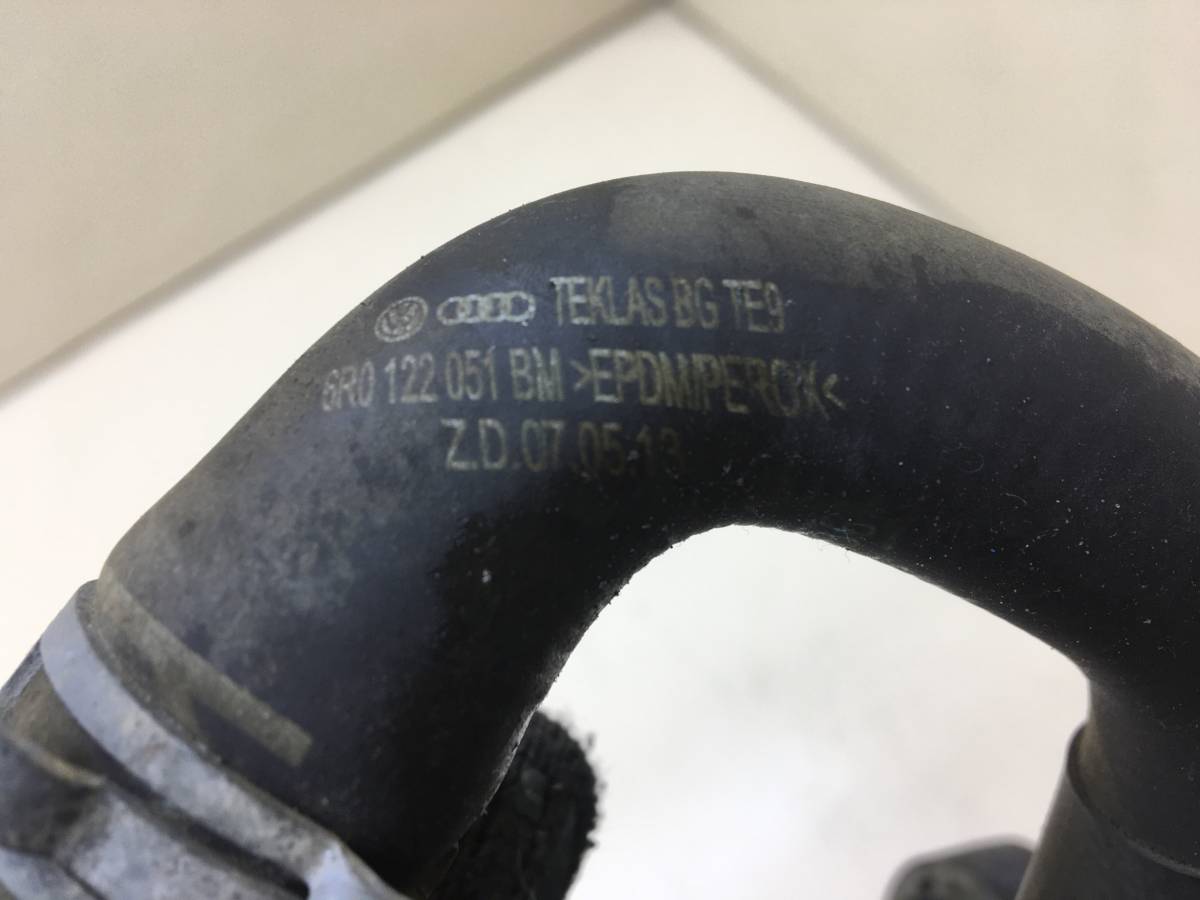 TEKLAS BG TE9
6R0 122 051 BM >EPDM/PEROX<
Z.D. 07.05.13